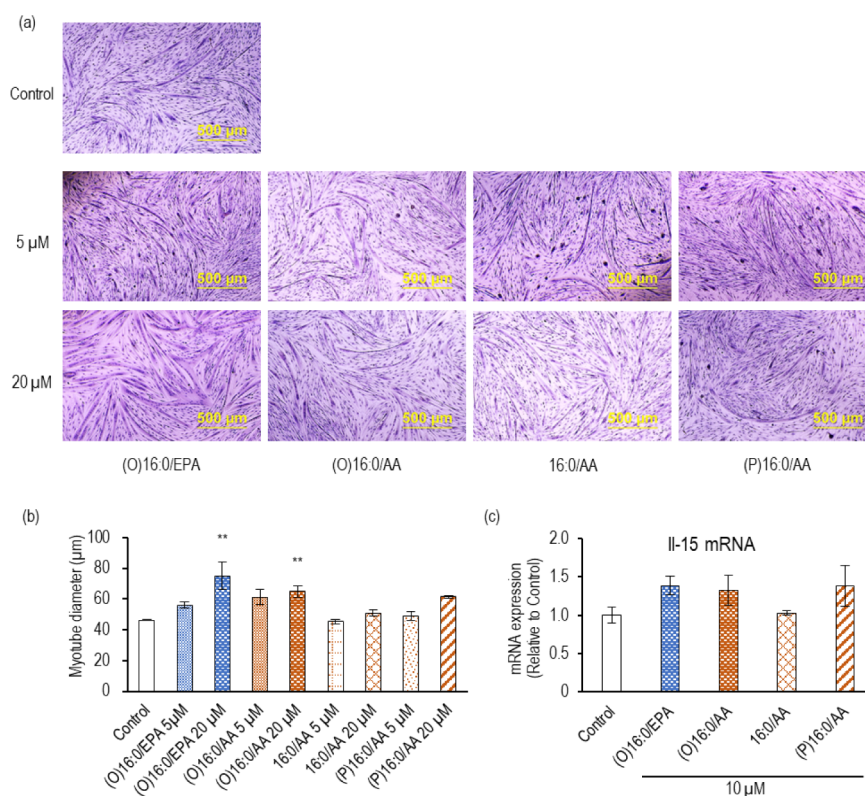 (a)
Control
500 μm
5 μM
500 μm
500 μm
500 μm
500 μm
20 μM
500 μm
500 μm
500 μm
500 μm
(O)16:0/EPA
(O)16:0/AA
16:0/AA
(P)16:0/AA
(b)
Myotube diameter (μm)
100
80
60
40
20
0
**
**
Control
(O)16:0/EPA 5 μM
(O)16:0/EPA 20 μM
(O)16:0/AA 5 μM
(O)16:0/AA 20 μM
16:0/AA 5 μM
16:0/AA 20 μM
(P)16:0/AA 5 μM
(P)16:0/AA 20 μM
(c)
Il-15 mRNA
mRNA expression
(Relative to Control)
2.0
1.5
1.0
0.5
0
Control
(O)16:0/EPA
(O)16:0/AA
16:0/AA
(P)16:0/AA
10 μM